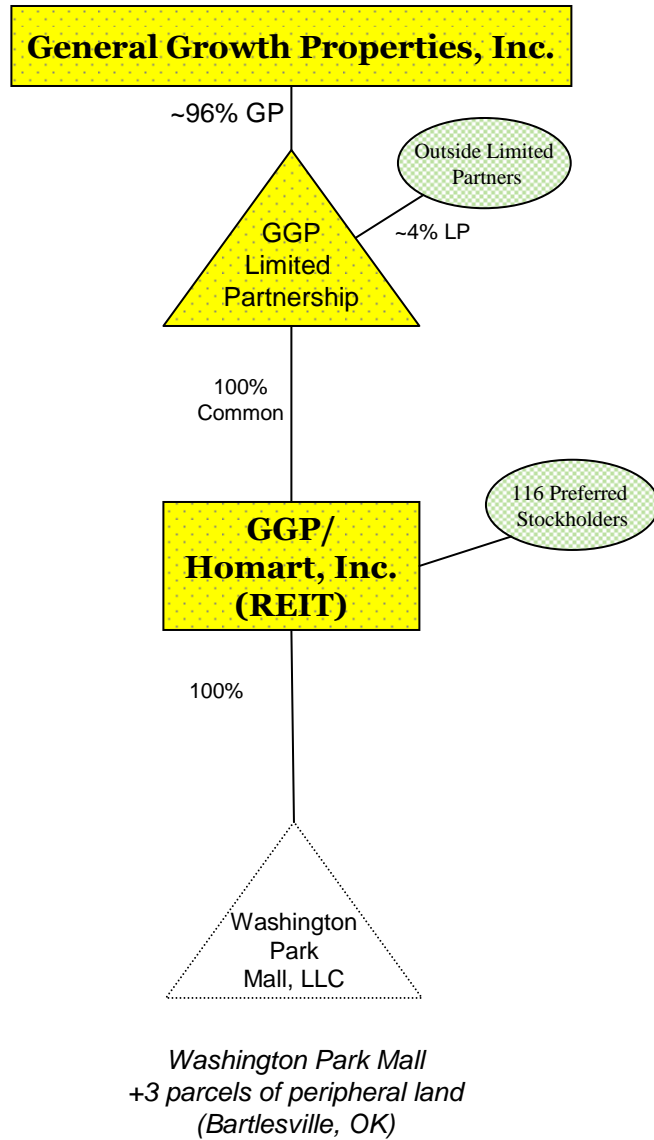 General Growth Properties, Inc.
~96% GP
Outside Limited
Partners
~4% LP
GGP
Limited
Partnership
100%
Common
116 Preferred
Stockholders
GGP/
Homart, Inc.
(REIT)
100%
Washington
Park
Mall, LLC
Washington Park Mall
+3 parcels of peripheral land
(Bartlesville, OK)